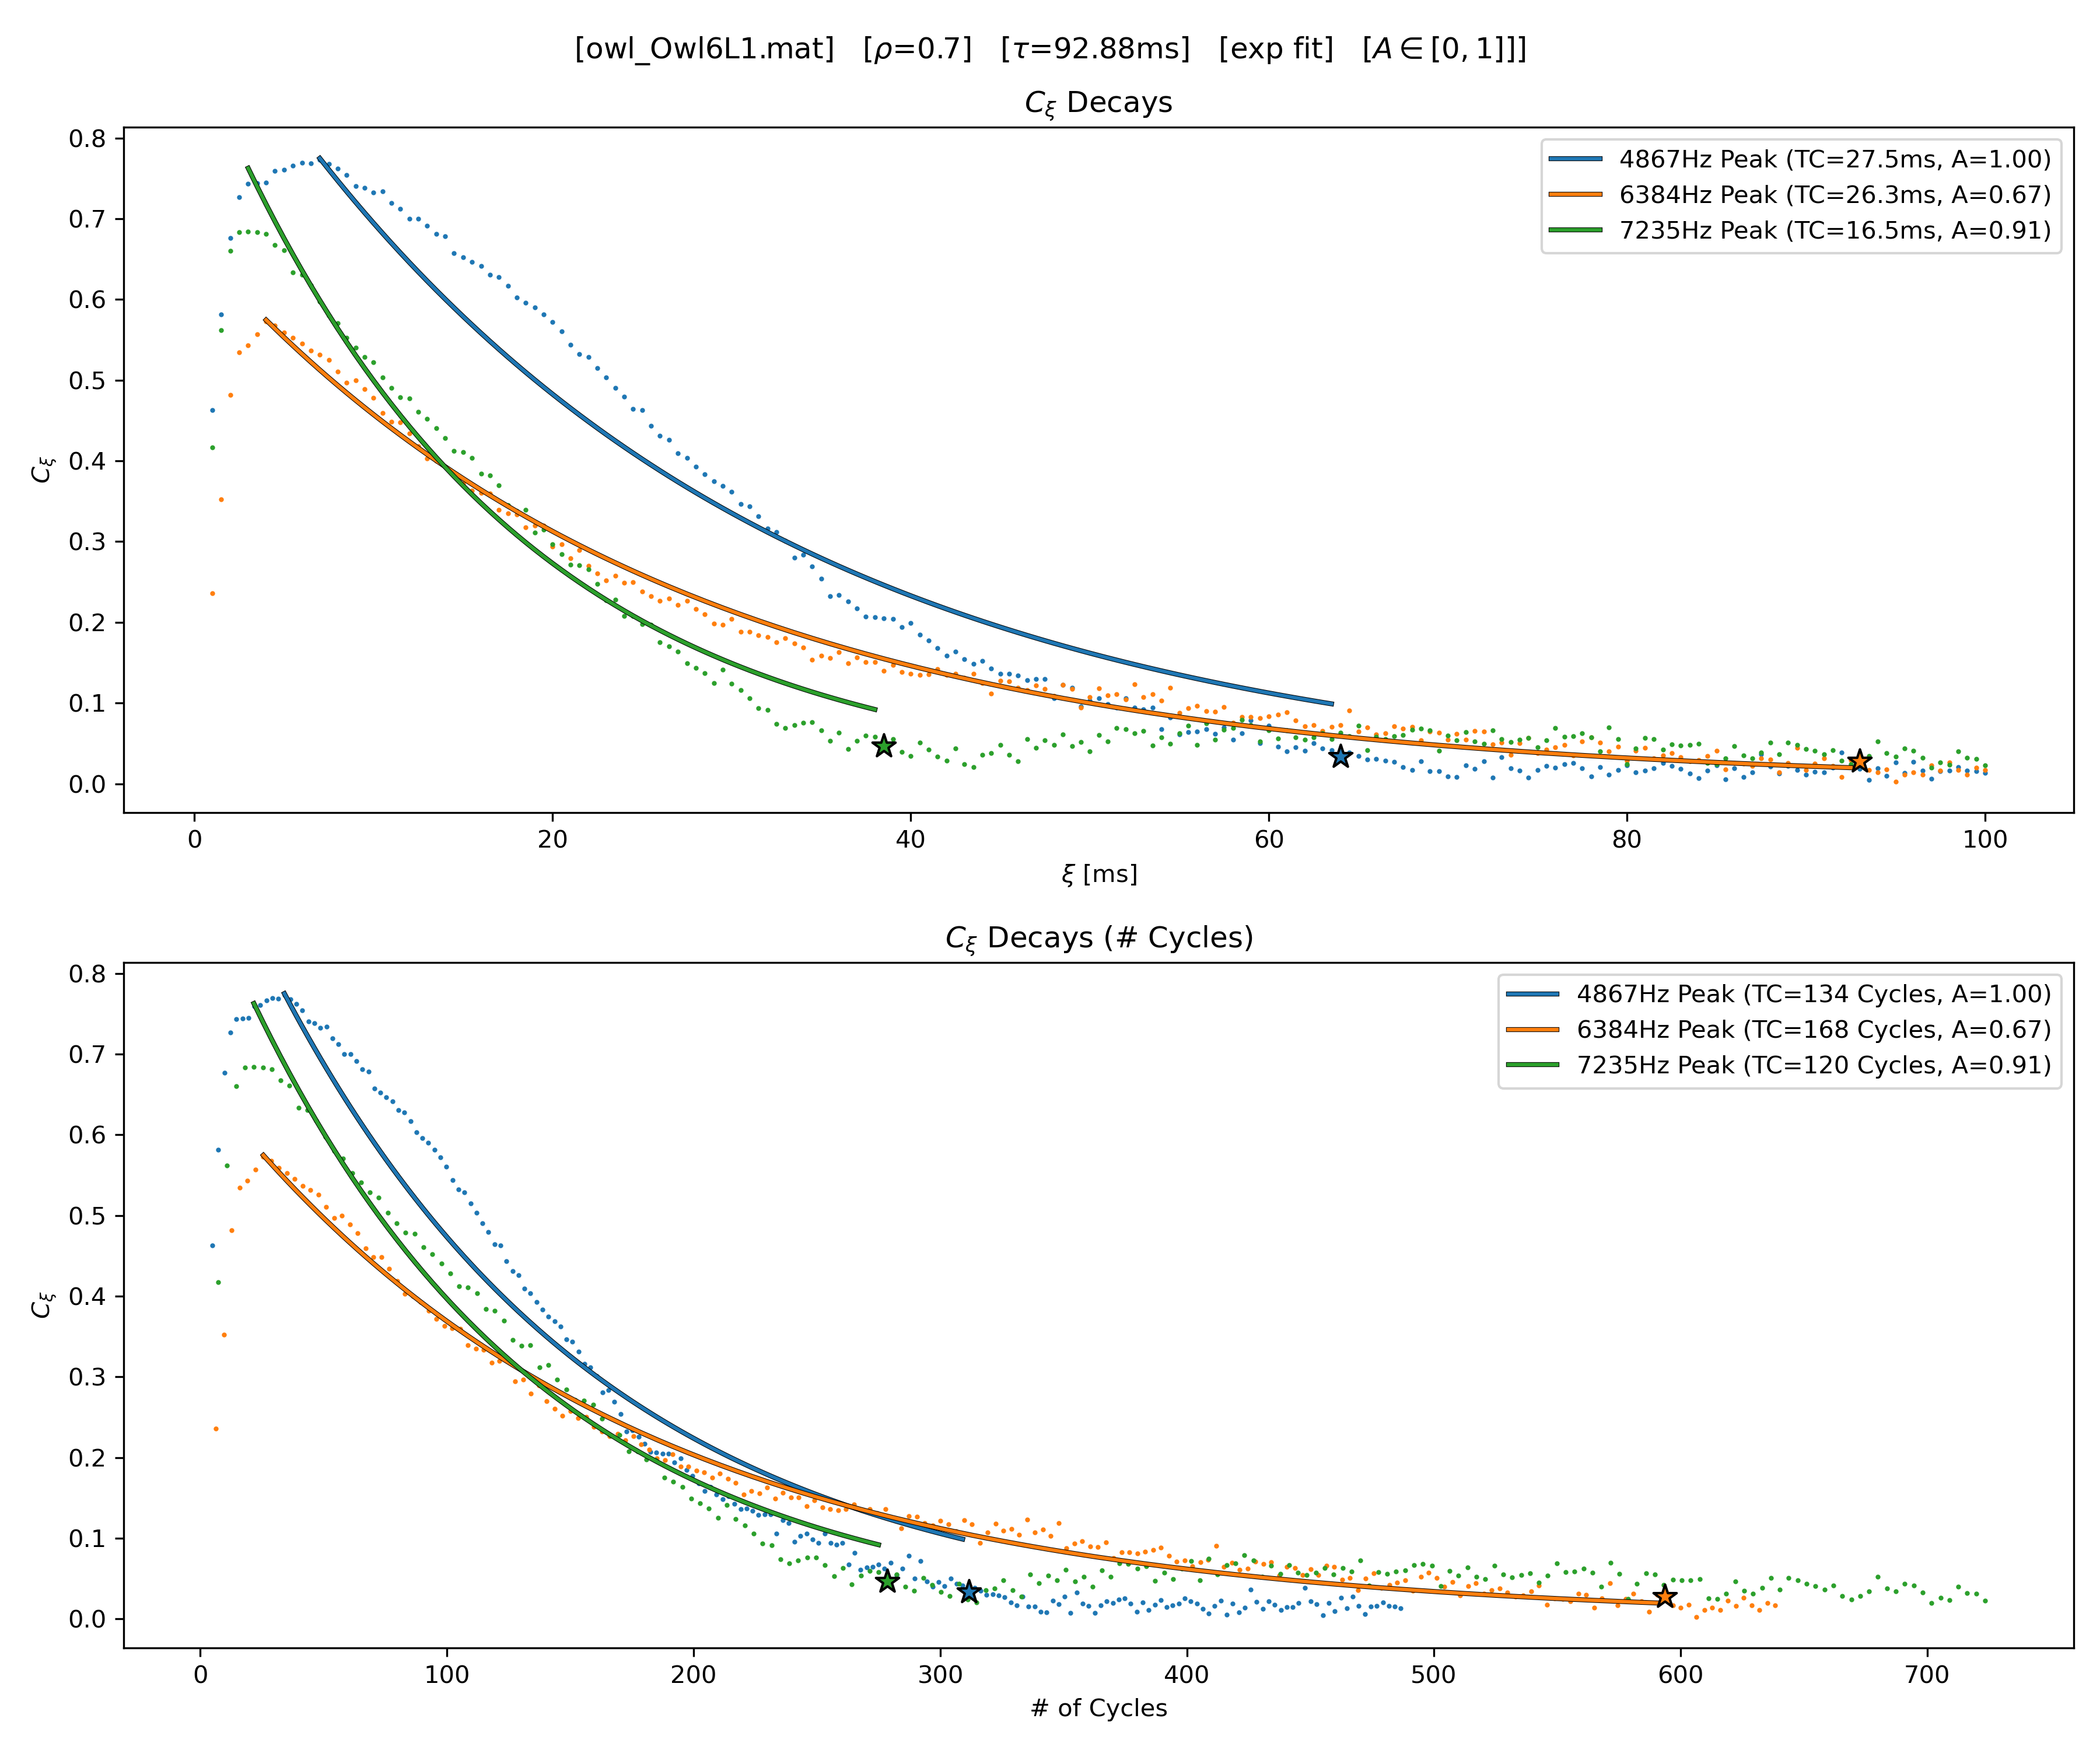 [owl_Owl6L1.mat] [ρ=0.7] [τ=92.88ms] [exp fit] [A ∈ [0, 1]]]
C_ξ Decays
4867Hz Peak (TC=27.5ms, A=1.00)
6384Hz Peak (TC=26.3ms, A=0.67)
7235Hz Peak (TC=16.5ms, A=0.91)
0.8
0.7
0.6
0.5
0.4
0.3
0.2
0.1
0.0
C_ξ
0 20 40 60 80 100
ξ [ms]
C_ξ Decays (# Cycles)
4867Hz Peak (TC=134 Cycles, A=1.00)
6384Hz Peak (TC=168 Cycles, A=0.67)
7235Hz Peak (TC=120 Cycles, A=0.91)
0.8
0.7
0.6
0.5
0.4
0.3
0.2
0.1
0.0
C_ξ
0 100 200 300 400 500 600 700
# of Cycles